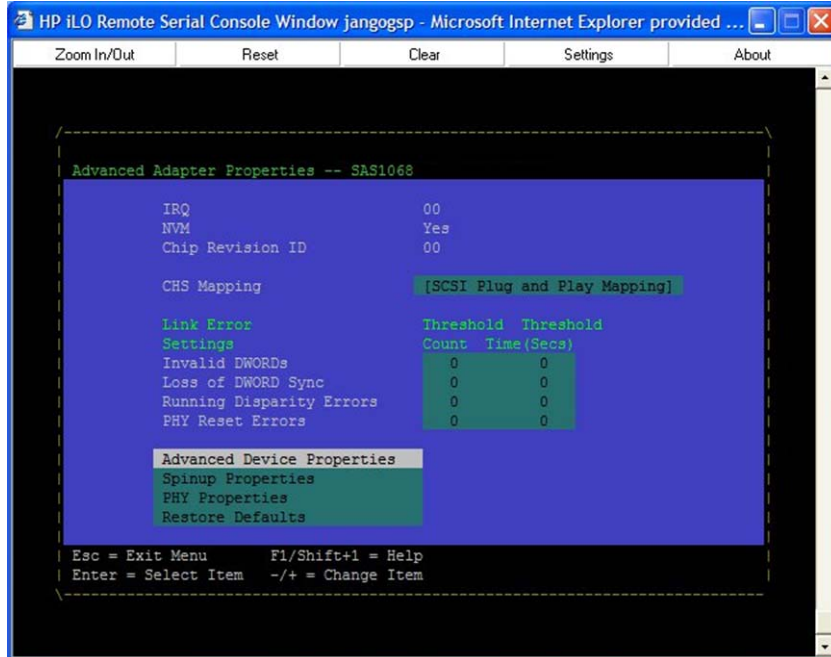 HP iLO Remote Serial Console Window jangogsp - Microsoft Internet Explorer provided ...
Zoom In/Out Reset Clear Settings About
Advanced Adapter Properties -- SAS1068
IRQ 00
NVM Yes
Chip Revision ID 00
CHS Mapping [SCSI Plug and Play Mapping]
Link Error Threshold Threshold
Settings Count Time(Secs)
Invalid DWORDs 0 0
Loss of DWORD Sync 0 0
Running Disparity Errors 0 0
PHY Reset Errors 0 0
Advanced Device Properties
Spinup Properties
PHY Properties
Restore Defaults
Esc = Exit Menu F1/Shift+1 = Help
Enter = Select Item -/+ = Change Item